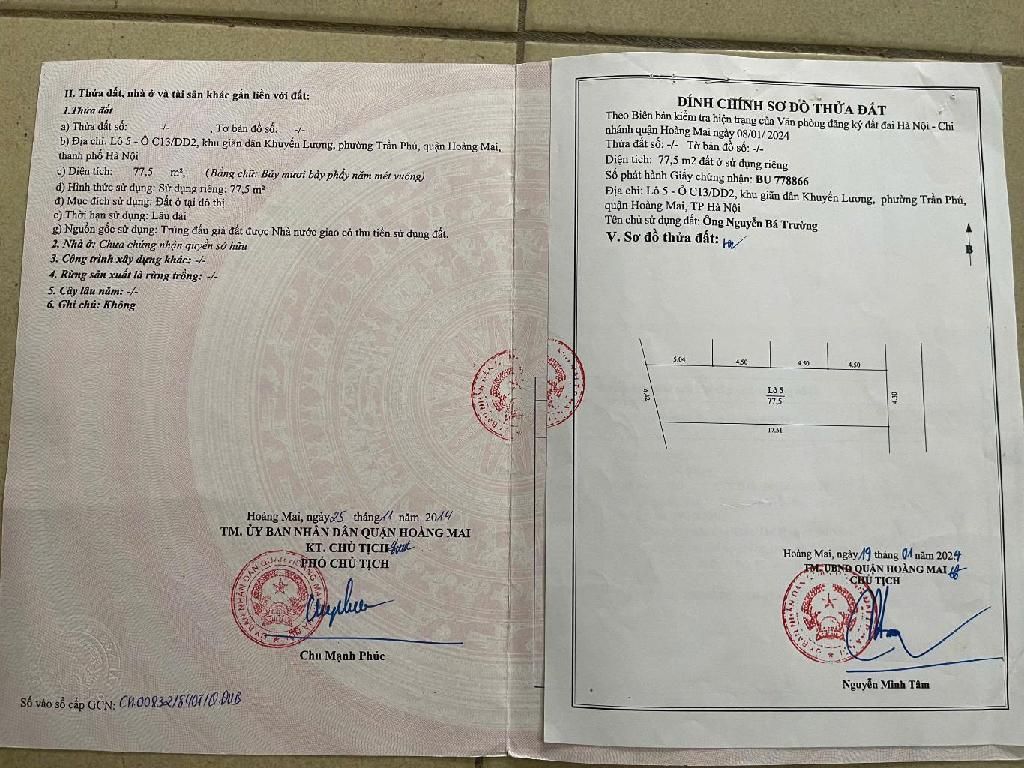 II. Thửa đất, nhà ở và tài sản khác gắn liền với đất:
1.Thửa đất
a) Thửa đất số: -/- , Tờ bản đồ số: -/-
b) Địa chỉ: Lô 5 - Ô C13/DD2, khu giãn dân Khuyến Lương, phường Trần Phú, quận Hoàng Mai,
thành phố Hà Nội
c) Diện tích: 77,5 m². (Bằng chữ: Bảy mươi bảy phẩy năm mét vuông)
d) Hình thức sử dụng: Sử dụng riêng: 77,5 m²
đ) Mục đích sử dụng: Đất ở tại đô thị
e) Thời hạn sử dụng: Lâu dài
g) Nguồn gốc sử dụng: Trúng đấu giá đất được Nhà nước giao có thu tiền sử dụng đất.
2. Nhà ở: Chưa chứng nhận quyền sở hữu
3. Công trình xây dựng khác: -/-
4. Rừng sản xuất là rừng trồng: -/-
5. Cây lâu năm: -/-
6. Ghi chú: Không
Hoàng Mai, ngày 25 tháng 11 năm 2014
TM. ỦY BAN NHÂN DÂN QUẬN HOÀNG MAI
KT. CHỦ TỊCH
PHÓ CHỦ TỊCH
Chu Mạnh Phúc
Số vào sổ cấp GCN:
ĐÍNH CHÍNH SƠ ĐỒ THỬA ĐẤT
Theo Biên bản kiểm tra hiện trạng của Văn phòng đăng ký đất đai Hà Nội - Chi
nhánh quận Hoàng Mai ngày 08/01/2024
Thửa đất số: -/- Tờ bản đồ số: -/-
Diện tích: 77,5 m2 đất ở sử dụng riêng
Số phát hành Giấy chứng nhận: BU 778866
Địa chỉ: Lô 5 - Ô C13/DD2, khu giãn dân Khuyến Lương, phường Trần Phú,
quận Hoàng Mai, TP Hà Nội
Tên chủ sử dụng đất: Ông Nguyễn Bá Trường
V. Sơ đồ thửa đất:
B
5.04 4.50 4.50 4.50
4.42
Lô 5
77.5
4.30
Hoàng Mai, ngày 19 tháng 01 năm 2024
TM. UBND QUẬN HOÀNG MAI
CHỦ TỊCH
Nguyễn Minh Tâm